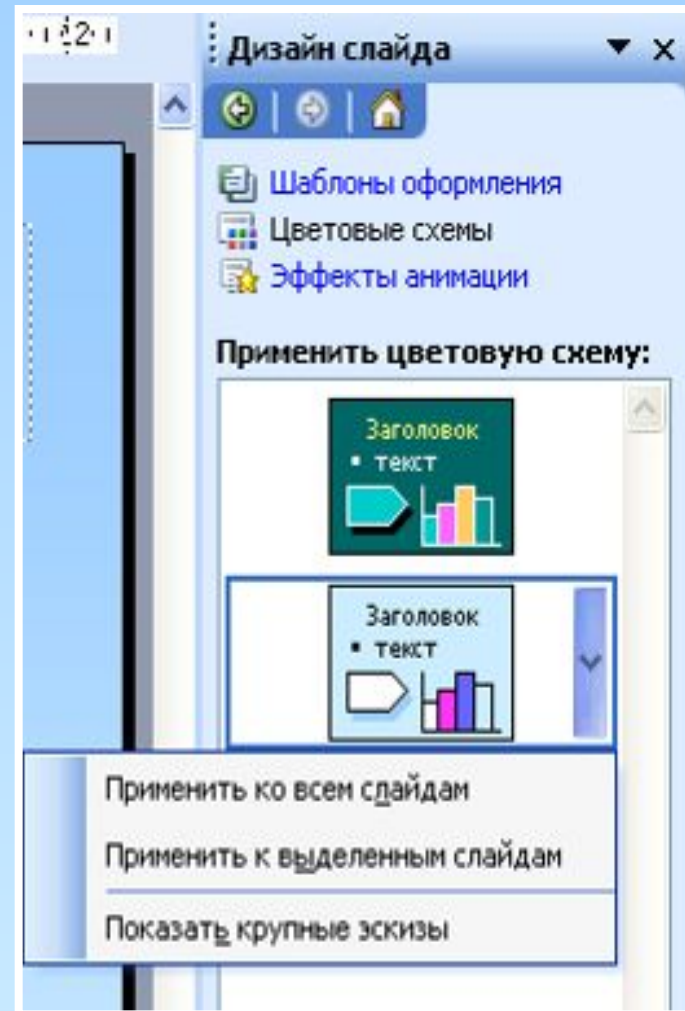 2
Дизайн слайда
Шаблоны оформления
Цветовые схемы
Эффекты анимации
Применить цветовую схему:
Заголовок
• текст
Заголовок
• текст
Применить ко всем слайдам
Применить к выделенным слайдам
Показать крупные эскизы